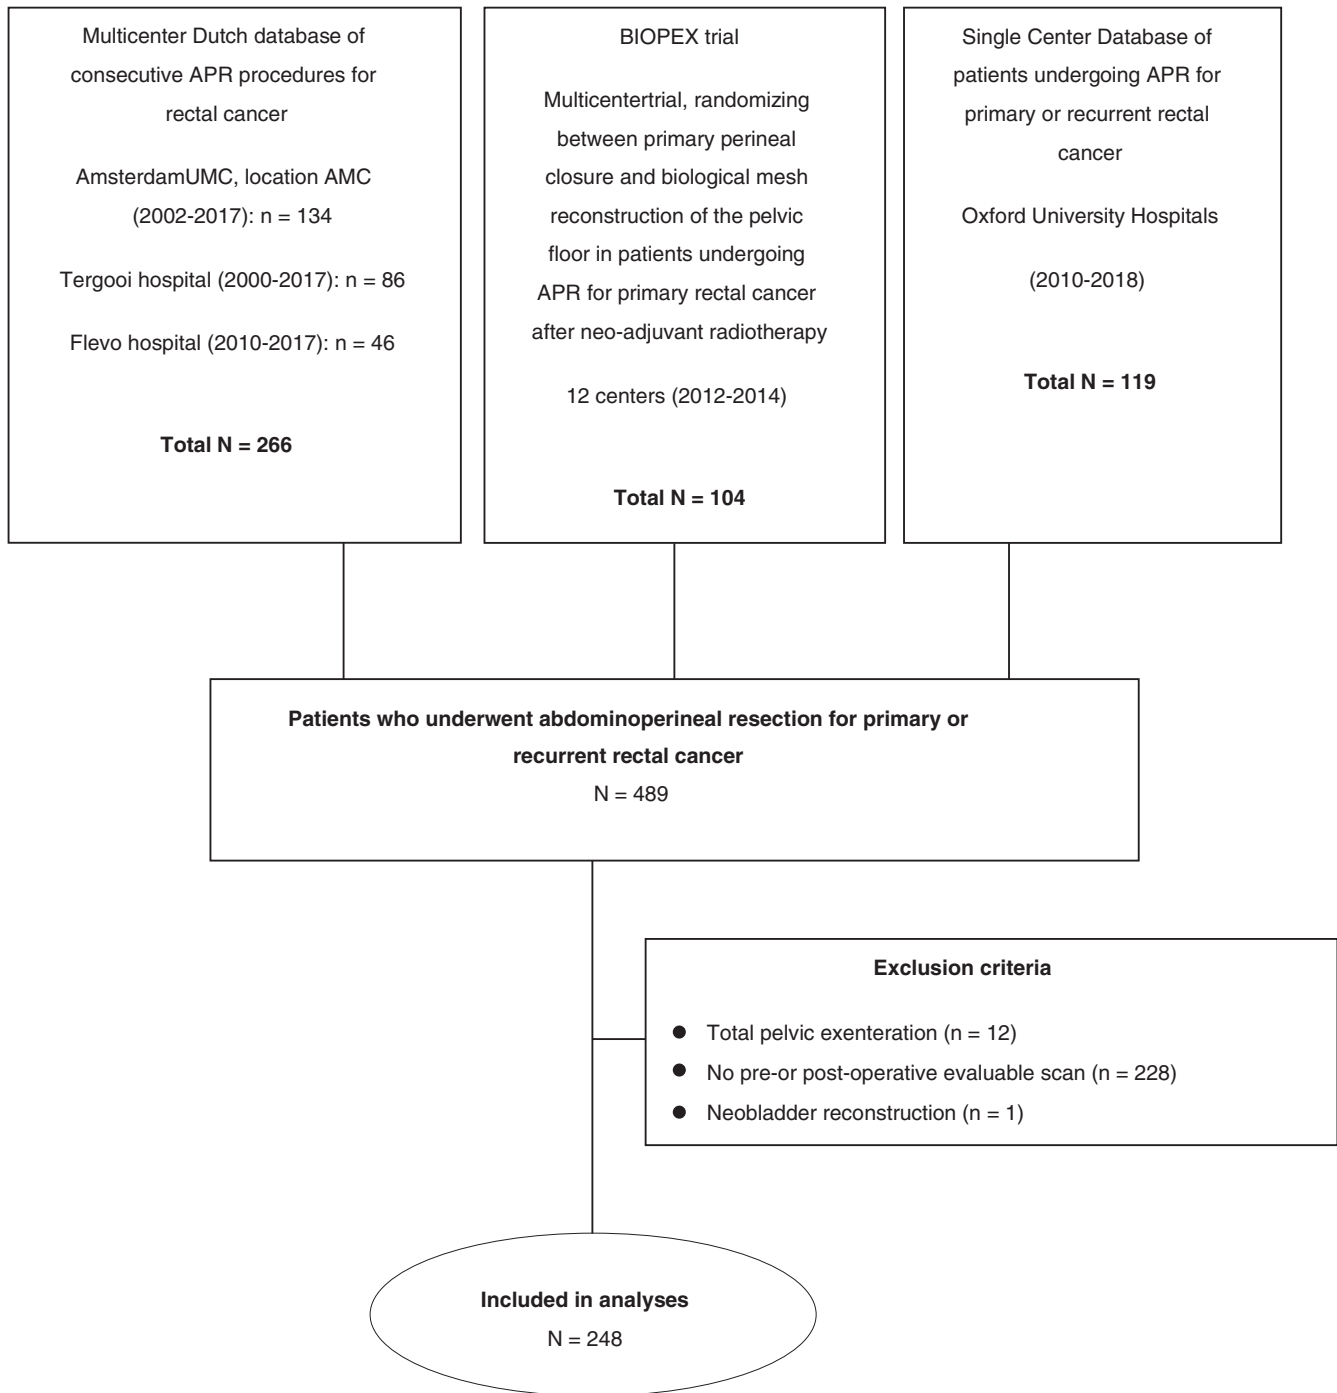 Multicenter Dutch database of
consecutive APR procedures for
rectal cancer
AmsterdamUMC, location AMC
(2002-2017): n = 134
Tergooi hospital (2000-2017): n = 86
Flevo hospital (2010-2017): n = 46
Total N = 266
BIOPEX trial
Multicentertrial, randomizing
between primary perineal
closure and biological mesh
reconstruction of the pelvic
floor in patients undergoing
APR for primary rectal cancer
after neo-adjuvant radiotherapy
12 centers (2012-2014)
Total N = 104
Single Center Database of
patients undergoing APR for
primary or recurrent rectal
cancer
Oxford University Hospitals
(2010-2018)
Total N = 119
Patients who underwent abdominoperineal resection for primary or
recurrent rectal cancer
N = 489
Exclusion criteria
● Total pelvic exenteration (n = 12)
● No pre-or post-operative evaluable scan (n = 228)
● Neobladder reconstruction (n = 1)
Included in analyses
N = 248